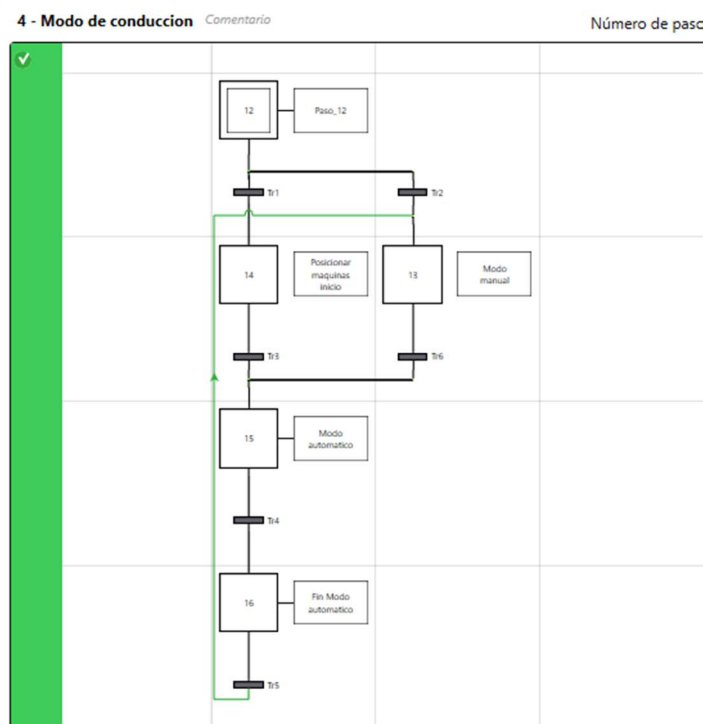 4 - Modo de conduccion Comentario
Número de paso
12
Paso_12
Tr1
Tr2
14
Posicionar
maquinas
inicio
13
Modo
manual
Tr3
Tr6
15
Modo
automatico
Tr4
16
Fin Modo
automatico
Tr5